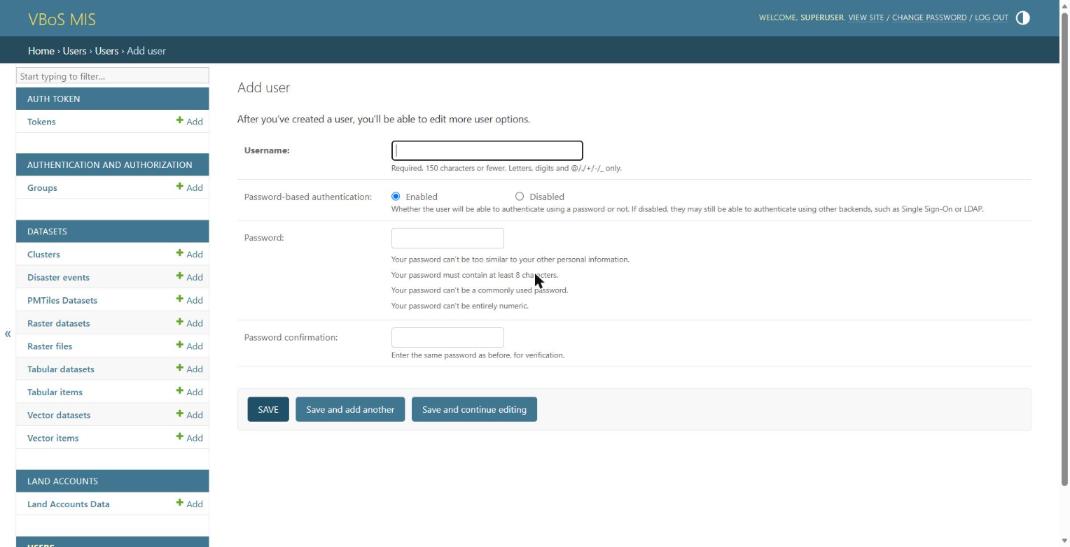 VBoS MIS
WELCOME, SUPERUSER. VIEW SITE / CHANGE PASSWORD / LOG OUT
Home › Users › Users › Add user
Start typing to filter...
AUTH TOKEN
Tokens + Add
AUTHENTICATION AND AUTHORIZATION
Groups + Add
DATASETS
Clusters + Add
Disaster events + Add
PMTiles Datasets + Add
Raster datasets + Add
Raster files + Add
Tabular datasets + Add
Tabular items + Add
Vector datasets + Add
Vector items + Add
LAND ACCOUNTS
Land Accounts Data + Add
USERS
«
Add user
After you've created a user, you'll be able to edit more user options.
Username:
Required. 150 characters or fewer. Letters, digits and @/./+/-/_ only.
Password-based authentication: Enabled Disabled
Whether the user will be able to authenticate using a password or not. If disabled, they may still be able to authenticate using other backends, such as Single Sign-On or LDAP.
Password:
Your password can't be too similar to your other personal information.
Your password must contain at least 8 characters.
Your password can't be a commonly used password.
Your password can't be entirely numeric.
Password confirmation:
Enter the same password as before, for verification.
SAVE Save and add another Save and continue editing